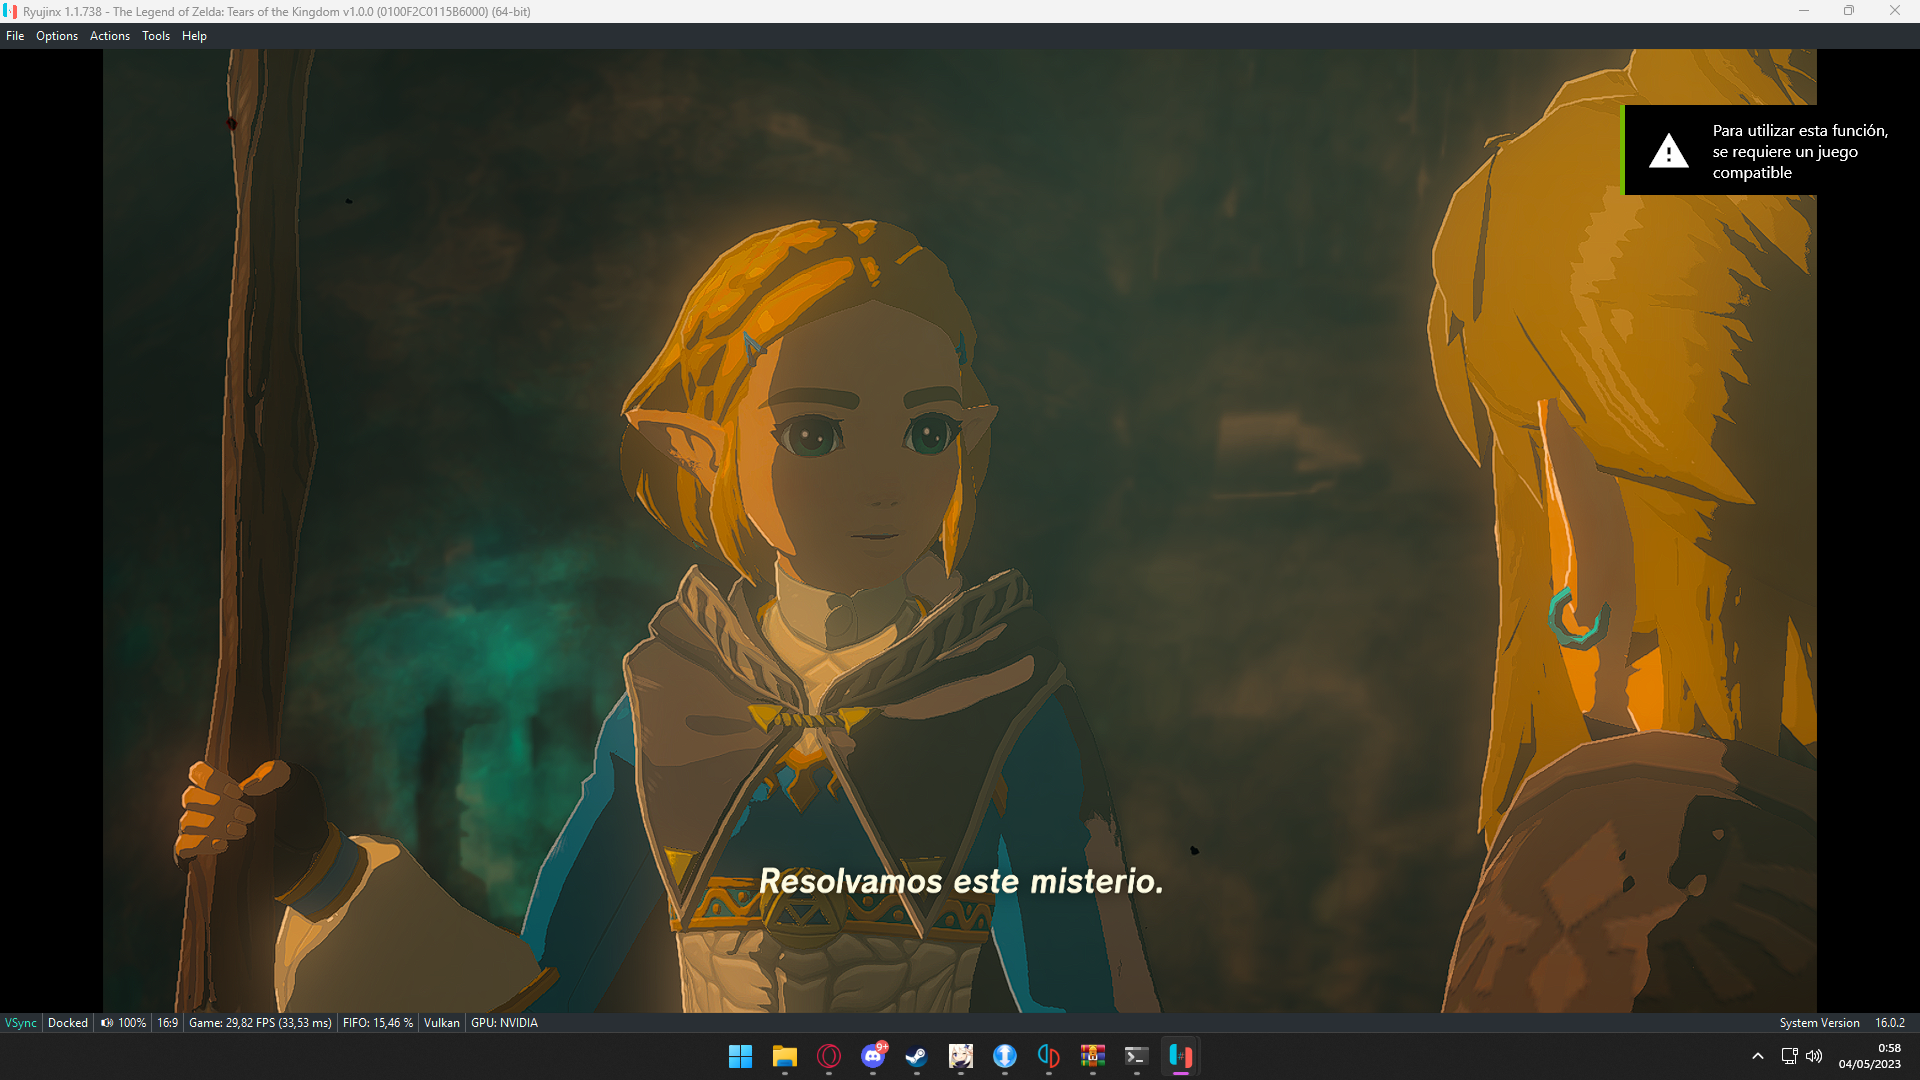 Ryujinx 1.1.738 - The Legend of Zelda: Tears of the Kingdom v1.0.0 (0100F2C0115B6000) (64-bit)
File Options Actions Tools Help
Para utilizar esta función,
se requiere un juego
compatible
Resolvamos este misterio.
VSync Docked 100% 16:9 Game: 29,82 FPS (33,53 ms) FIFO: 15,46 % Vulkan GPU: NVIDIA System Version 16.0.2
9+
0:58
04/05/2023